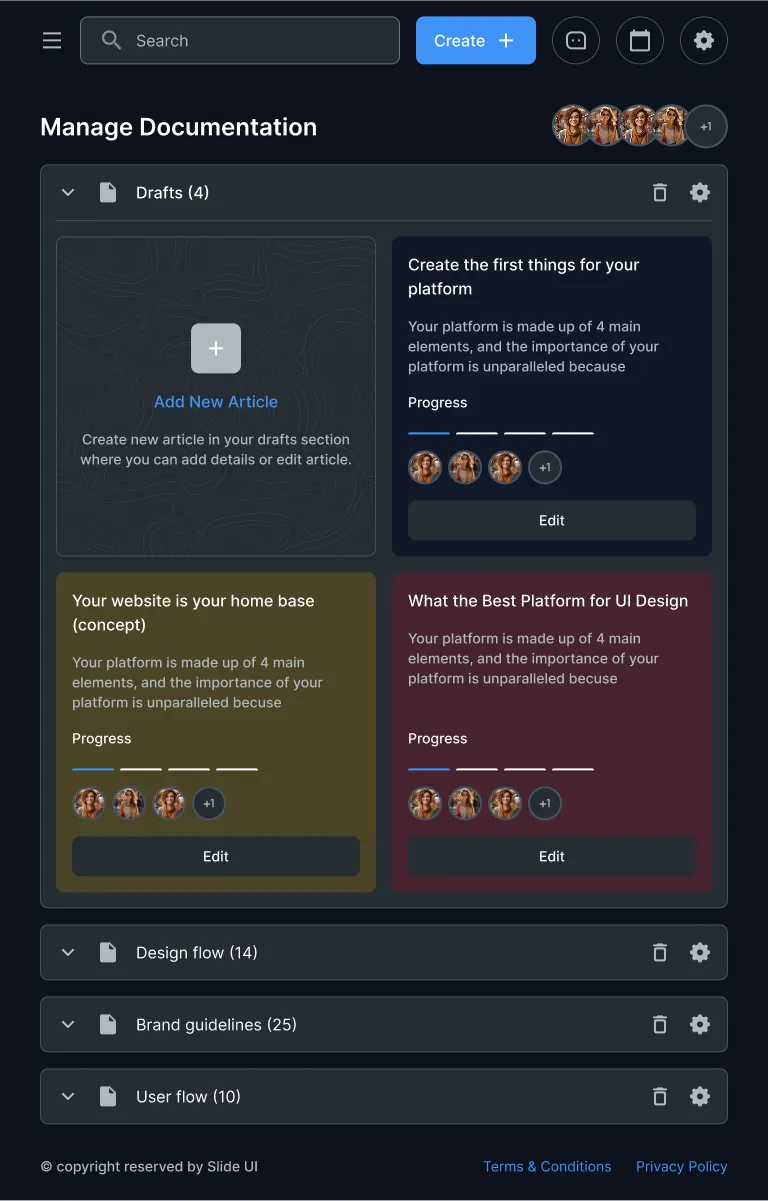 Search
Create
Manage Documentation
+1
Drafts (4)
Add New Article
Create new article in your drafts section
where you can add details or edit article.
Create the first things for your
platform
Your platform is made up of 4 main
elements, and the importance of your
platform is unparalleled because
Progress
+1
Edit
Your website is your home base
(concept)
Your platform is made up of 4 main
elements, and the importance of your
platform is unparalleled becuse
Progress
+1
Edit
What the Best Platform for UI Design
Your platform is made up of 4 main
elements, and the importance of your
platform is unparalleled becuse
Progress
+1
Edit
Design flow (14)
Brand guidelines (25)
User flow (10)
© copyright reserved by Slide UI
Terms & Conditions
Privacy Policy